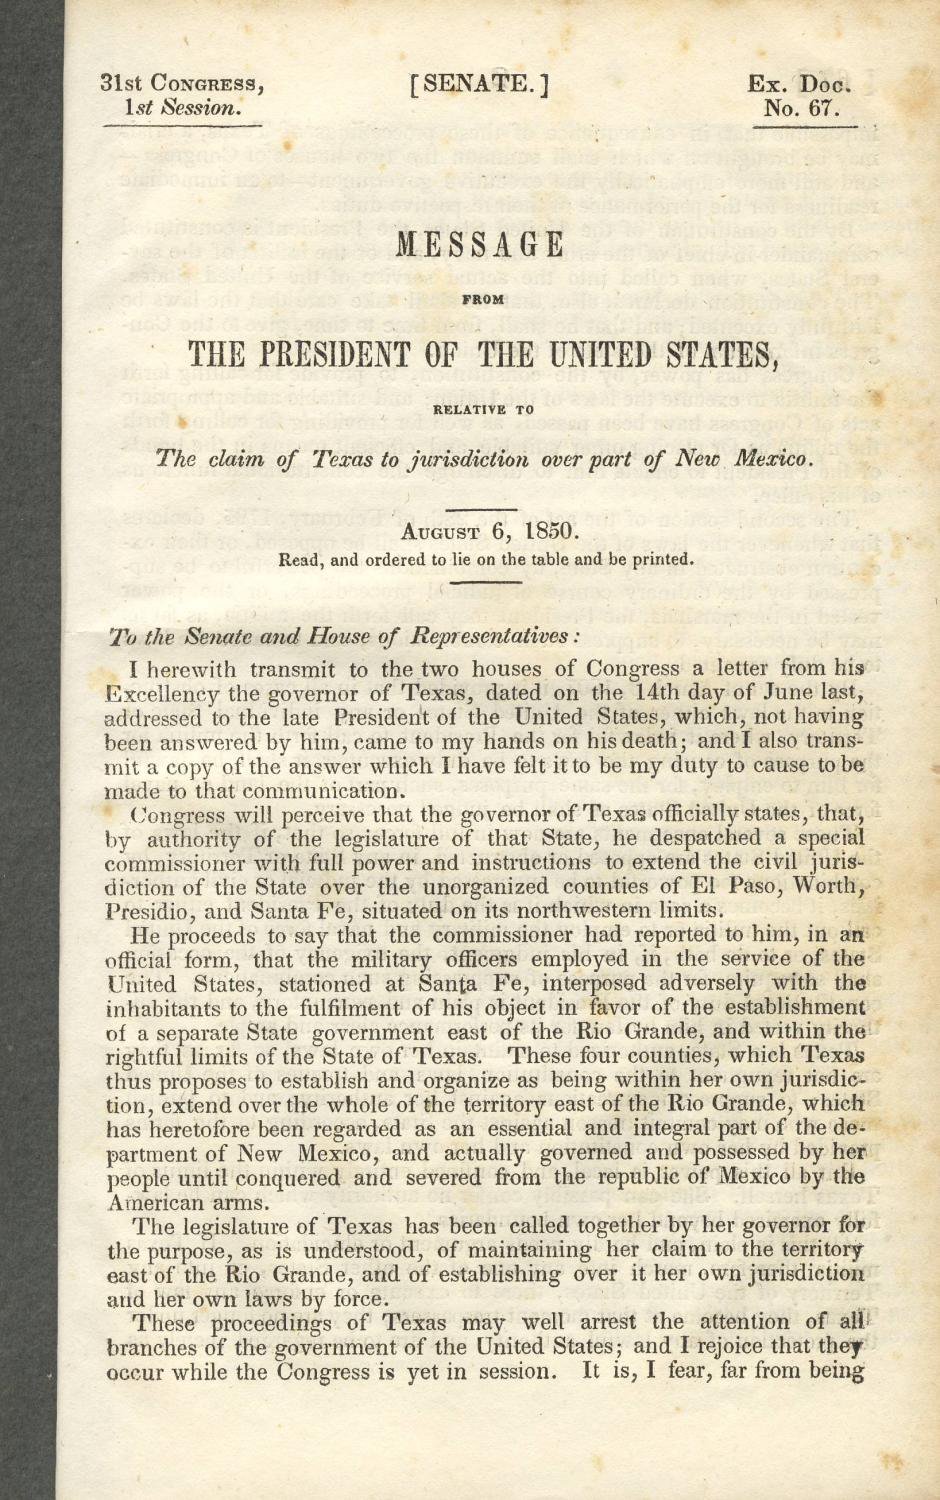 31st Congress,
1st Session.
[SENATE.]
Ex. Doc.
No. 67.
MESSAGE
FROM
THE PRESIDENT OF THE UNITED STATES,
RELATIVE TO
The claim of Texas to jurisdiction over part of New Mexico.
August 6, 1850.
Read, and ordered to lie on the table and be printed.
To the Senate and House of Representatives:
I herewith transmit to the two houses of Congress a letter from his
Excellency the governor of Texas, dated on the 14th day of June last,
addressed to the late President of the United States, which, not having
been answered by him, came to my hands on his death; and I also trans-
mit a copy of the answer which I have felt it to be my duty to cause to be
made to that communication.
Congress will perceive that the governor of Texas officially states, that,
by authority of the legislature of that State, he despatched a special
commissioner with full power and instructions to extend the civil juris-
diction of the State over the unorganized counties of El Paso, Worth,
Presidio, and Santa Fe, situated on its northwestern limits.
He proceeds to say that the commissioner had reported to him, in an
official form, that the military officers employed in the service of the
United States, stationed at Santa Fe, interposed adversely with the
inhabitants to the fulfilment of his object in favor of the establishment
of a separate State government east of the Rio Grande, and within the
rightful limits of the State of Texas. These four counties, which Texas
thus proposes to establish and organize as being within her own jurisdic-
tion, extend over the whole of the territory east of the Rio Grande, which
has heretofore been regarded as an essential and integral part of the de-
partment of New Mexico, and actually governed and possessed by her
people until conquered and severed from the republic of Mexico by the
American arms.
The legislature of Texas has been called together by her governor for
the purpose, as is understood, of maintaining her claim to the territory
east of the Rio Grande, and of establishing over it her own jurisdiction
and her own laws by force.
These proceedings of Texas may well arrest the attention of all
branches of the government of the United States; and I rejoice that they
occur while the Congress is yet in session. It is, I fear, far from being